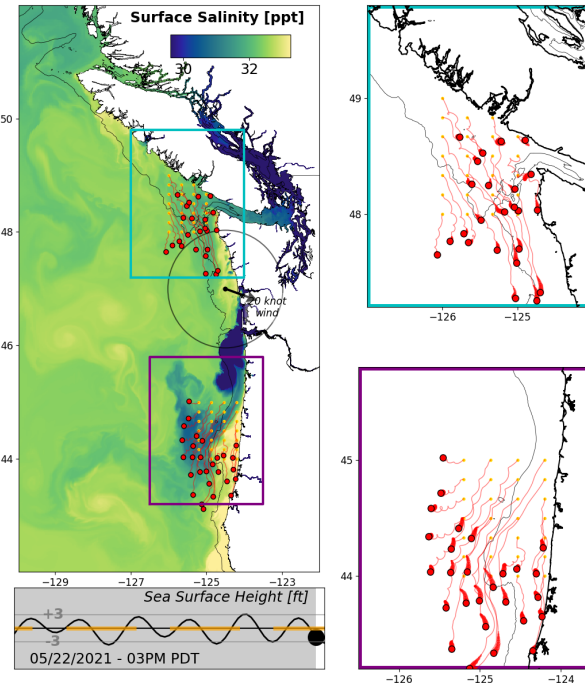 Surface Salinity [ppt]
30 32
50
48
46
44
20 knot
wind
−129 −127 −125 −123
Sea Surface Height [ft]
+3
-3
05/22/2021 - 03PM PDT
49
48
−126 −125
45
44
−126 −125 −124